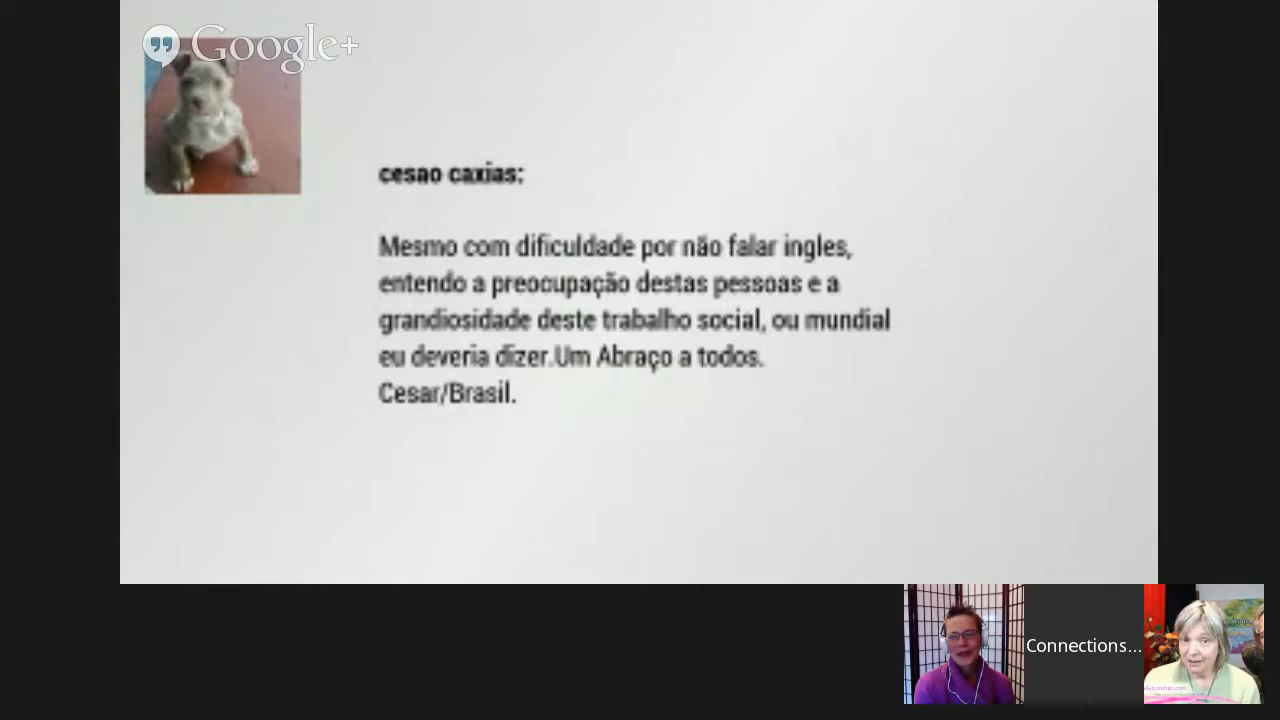 Google+
cesao caxias:
Mesmo com dificuldade por não falar ingles,
entendo a preocupação destas pessoas e a
grandiosidade deste trabalho social, ou mundial
eu deveria dizer.Um Abraço a todos.
Cesar/Brasil.
Connections...